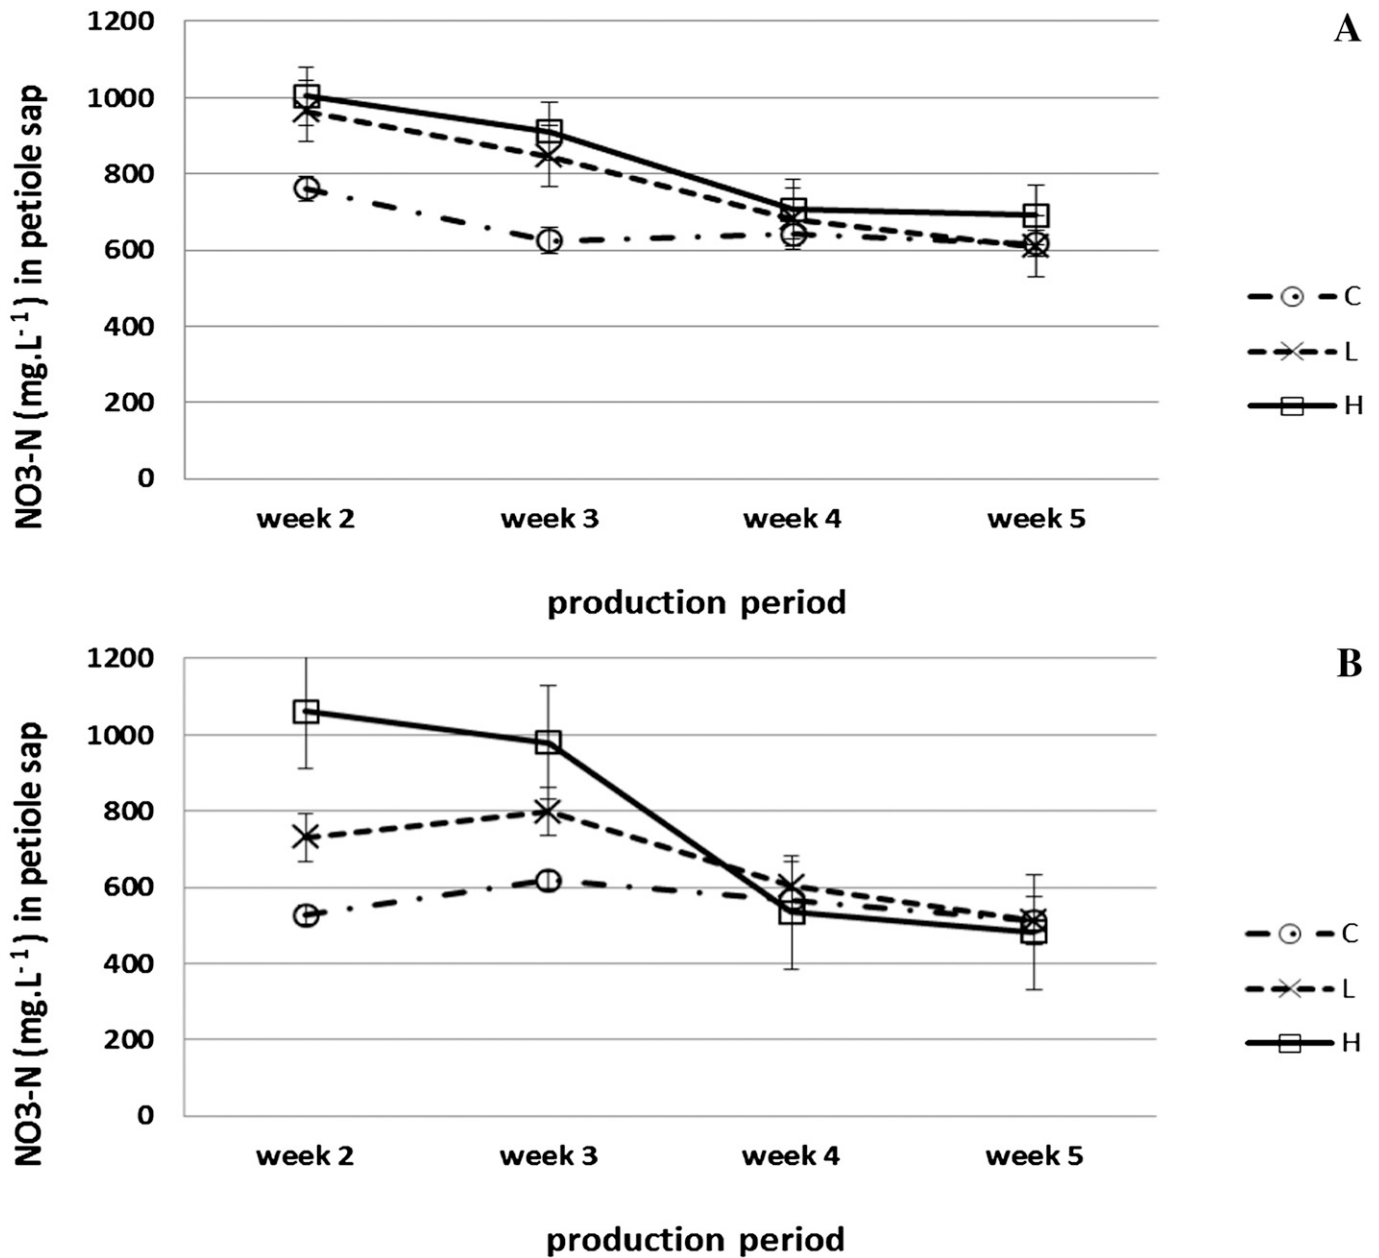 A
NO3-N (mg.L-1) in petiole sap
1200
1000
800
600
400
200
0
week 2 week 3 week 4 week 5
production period
C
L
H
B
NO3-N (mg.L-1) in petiole sap
1200
1000
800
600
400
200
0
week 2 week 3 week 4 week 5
production period
C
L
H